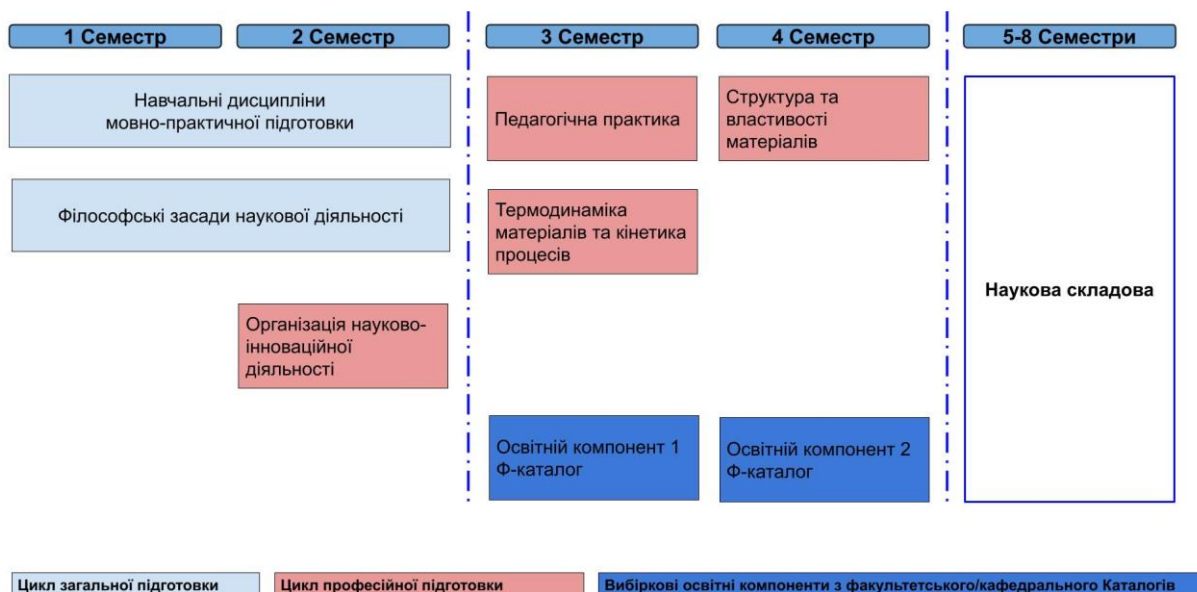 1 Семестр
2 Семестр
3 Семестр
4 Семестр
5-8 Семестри
Навчальні дисципліни
мовно-практичної підготовки
Педагогічна практика
Структура та
властивості
матеріалів
Філософські засади наукової діяльності
Термодинаміка
матеріалів та кінетика
процесів
Наукова складова
Організація науково-
інноваційної
діяльності
Освітній компонент 1
Ф-каталог
Освітній компонент 2
Ф-каталог
Цикл загальної підготовки
Цикл професійної підготовки
Вибіркові освітні компоненти з факультетського/кафедрального Каталогів